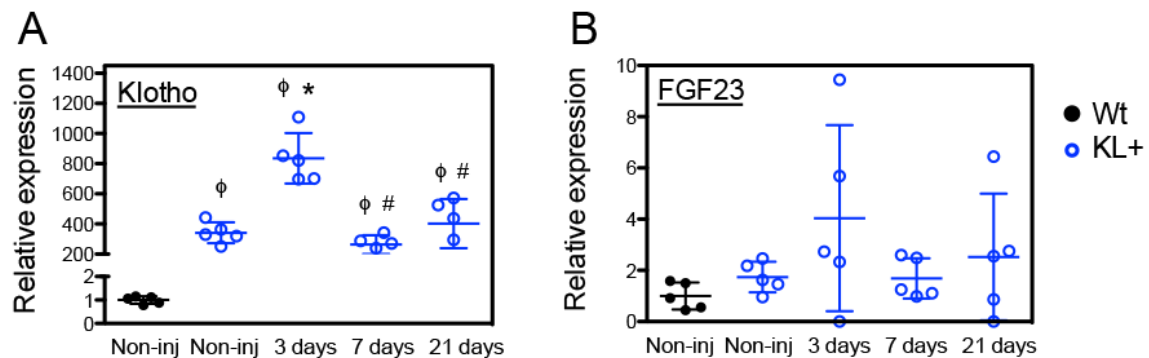 A
Relative expression
1400
1200
1000
800
600
400
200
2
1
0
Klotho
ϕ
ϕ *
ϕ #
ϕ #
Non-inj Non-inj 3 days 7 days 21 days
B
Relative expression
10
8
6
4
2
0
FGF23
Non-inj Non-inj 3 days 7 days 21 days
Wt
KL+